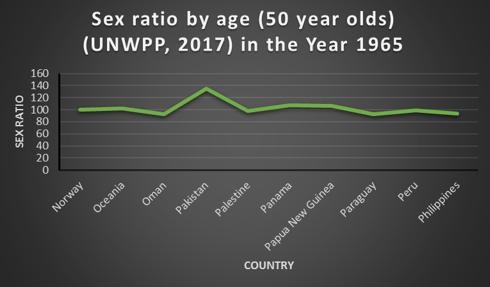 Sex ratio by age (50 year olds)
(UNWPP, 2017) in the Year 1965
160
140
120
100
80
60
40
20
0
SEX RATIO
Norway
Oceania
Oman
Pakistan
Palestine
Panama
Papua New Guinea
Paraguay
Peru
Philippines
COUNTRY